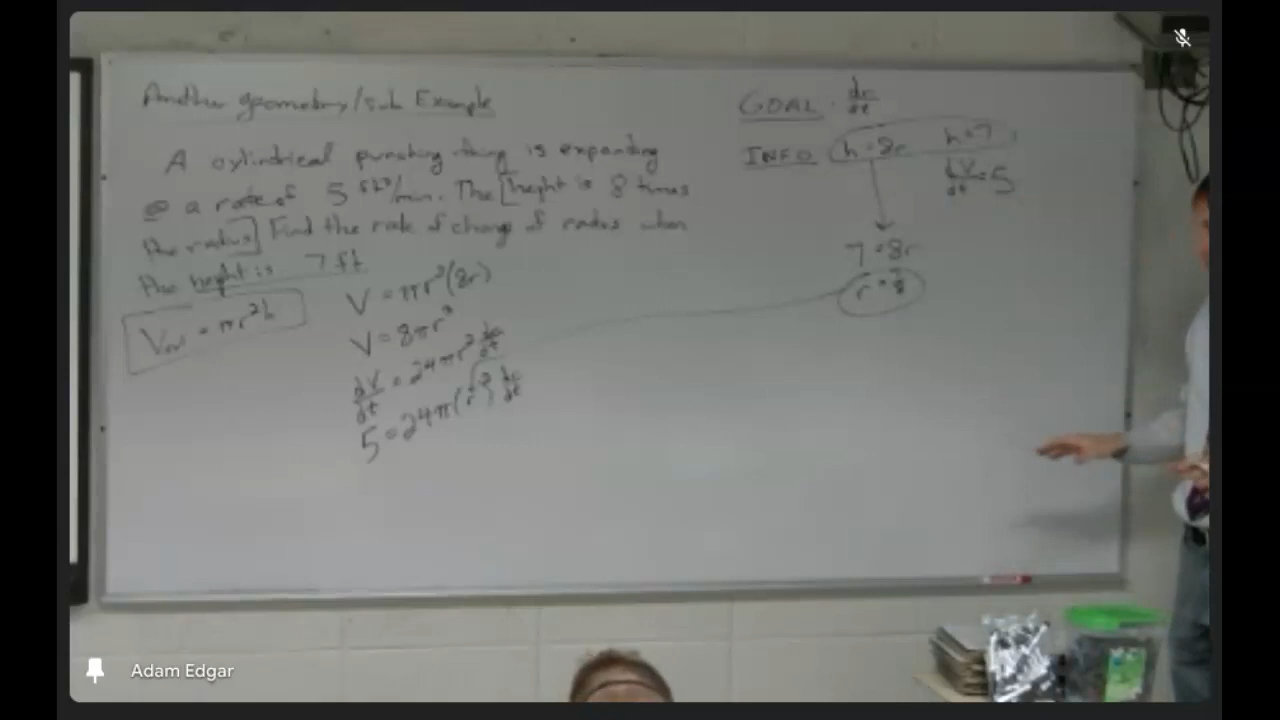 Another geometry/sub Example
A cylindrical punching thing is expanding
@ a rate of 5 ft³/min. The [height is 8 times
the radius] Find the rate of change of radius when
the height is 7 ft
V = πr²h
V = πr²(8r)
V = 8πr³
dV/dt = 24πr² dr/dt
5 = 24π(r)² dr/dt
GOAL: dr/dt
INFO h=8r h=7
dV/dt=5
7=8r
r=7/8
Adam Edgar